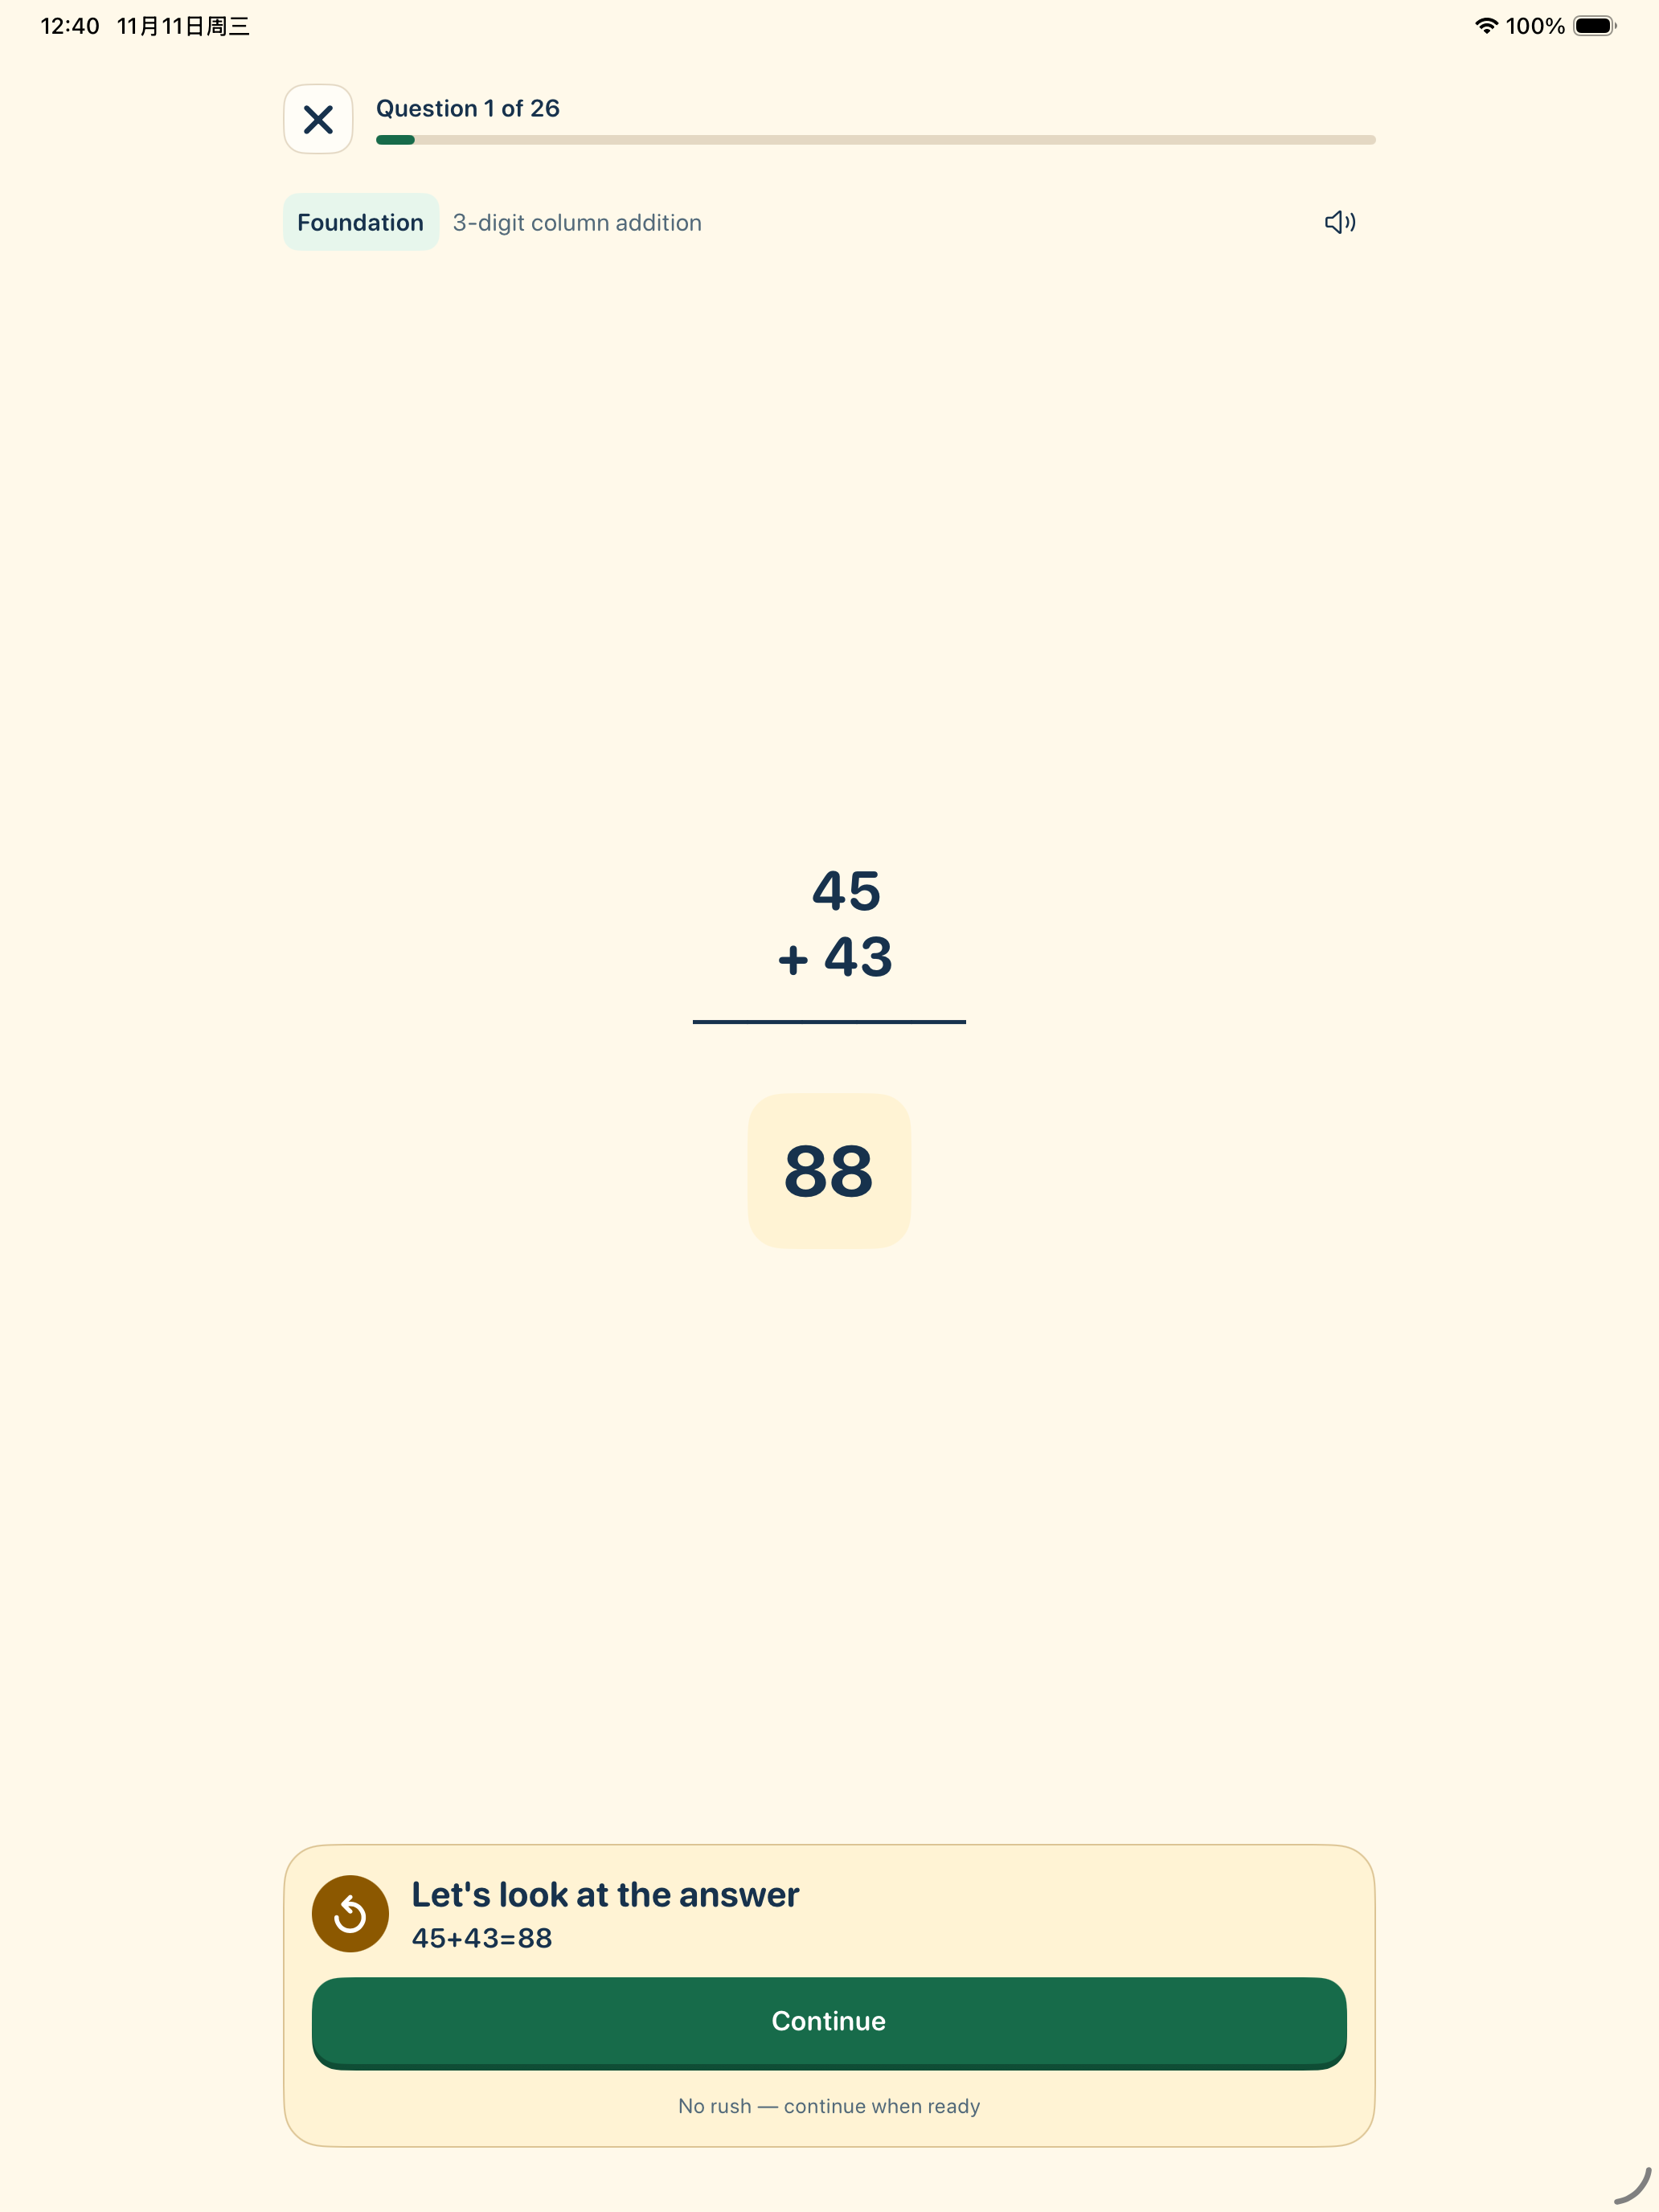 12:40 11月11日周三
100%
Question 1 of 26
Foundation 3-digit column addition
45
+ 43
88
Let's look at the answer
45+43=88
Continue
No rush — continue when ready